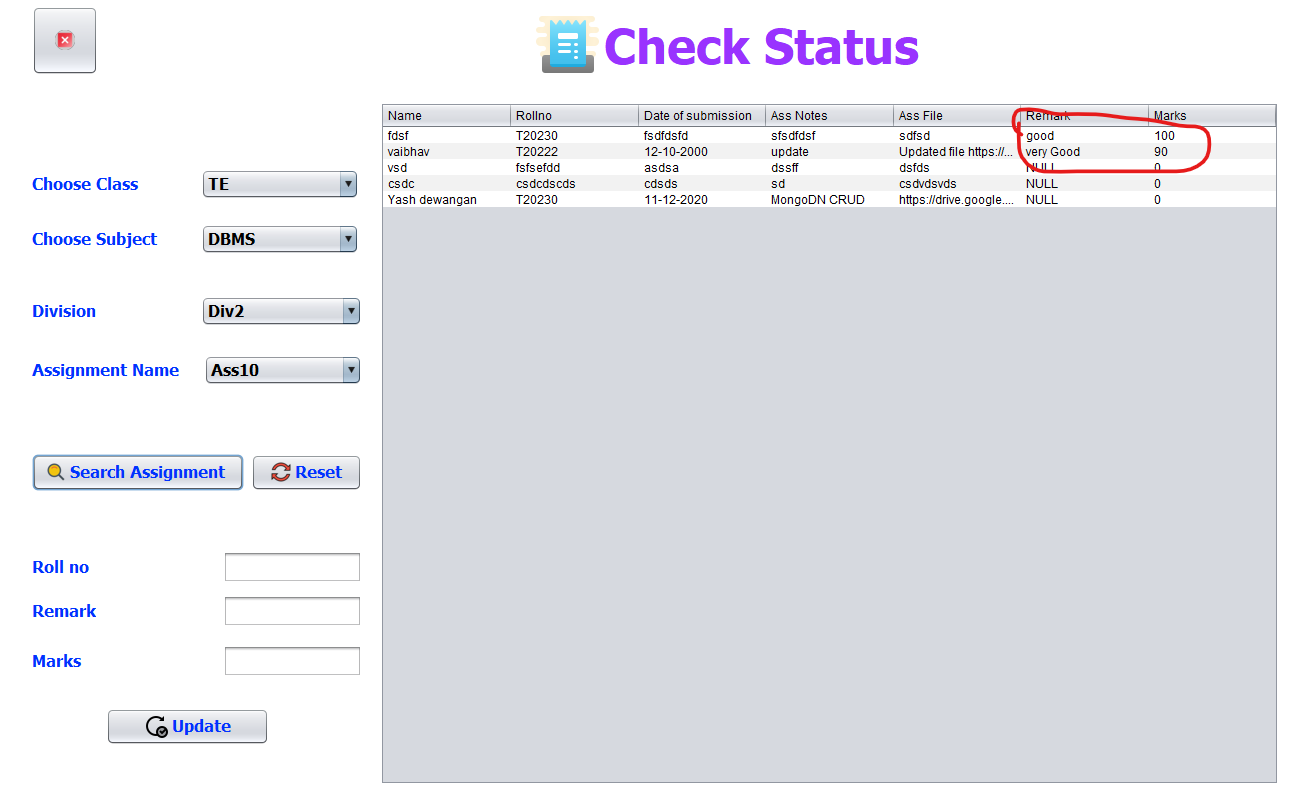 Check Status
Name Rollno Date of submission Ass Notes Ass File Remark Marks
fdsf T20230 fsdfdsfd sfsdfdsf sdfsd good 100
vaibhav T20222 12-10-2000 update Updated file https://... very Good 90
vsd fsfsefdd asdsa dssff dsfds NULL 0
csdc csdcdscds cdsds sd csdvdsvds NULL 0
Yash dewangan T20230 11-12-2020 MongoDN CRUD https://drive.google.... NULL 0
Choose Class TE
Choose Subject DBMS
Division Div2
Assignment Name Ass10
Search Assignment Reset
Roll no
Remark
Marks
Update